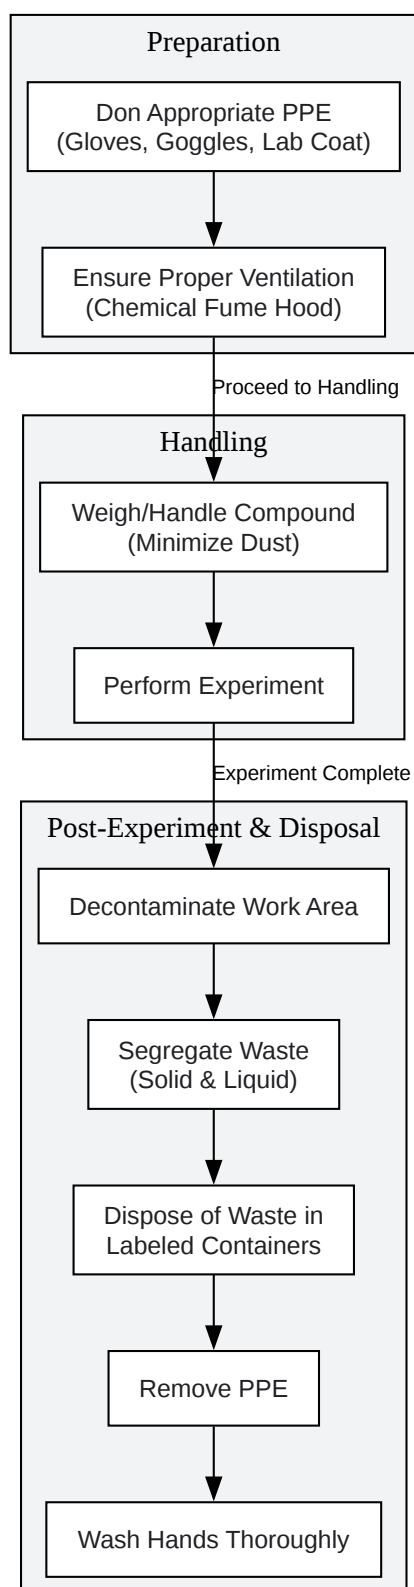 Preparation
Don Appropriate PPE
(Gloves, Goggles, Lab Coat)
Ensure Proper Ventilation
(Chemical Fume Hood)
Proceed to Handling
Handling
Weigh/Handle Compound
(Minimize Dust)
Perform Experiment
Experiment Complete
Post-Experiment & Disposal
Decontaminate Work Area
Segregate Waste
(Solid & Liquid)
Dispose of Waste in
Labeled Containers
Remove PPE
Wash Hands Thoroughly